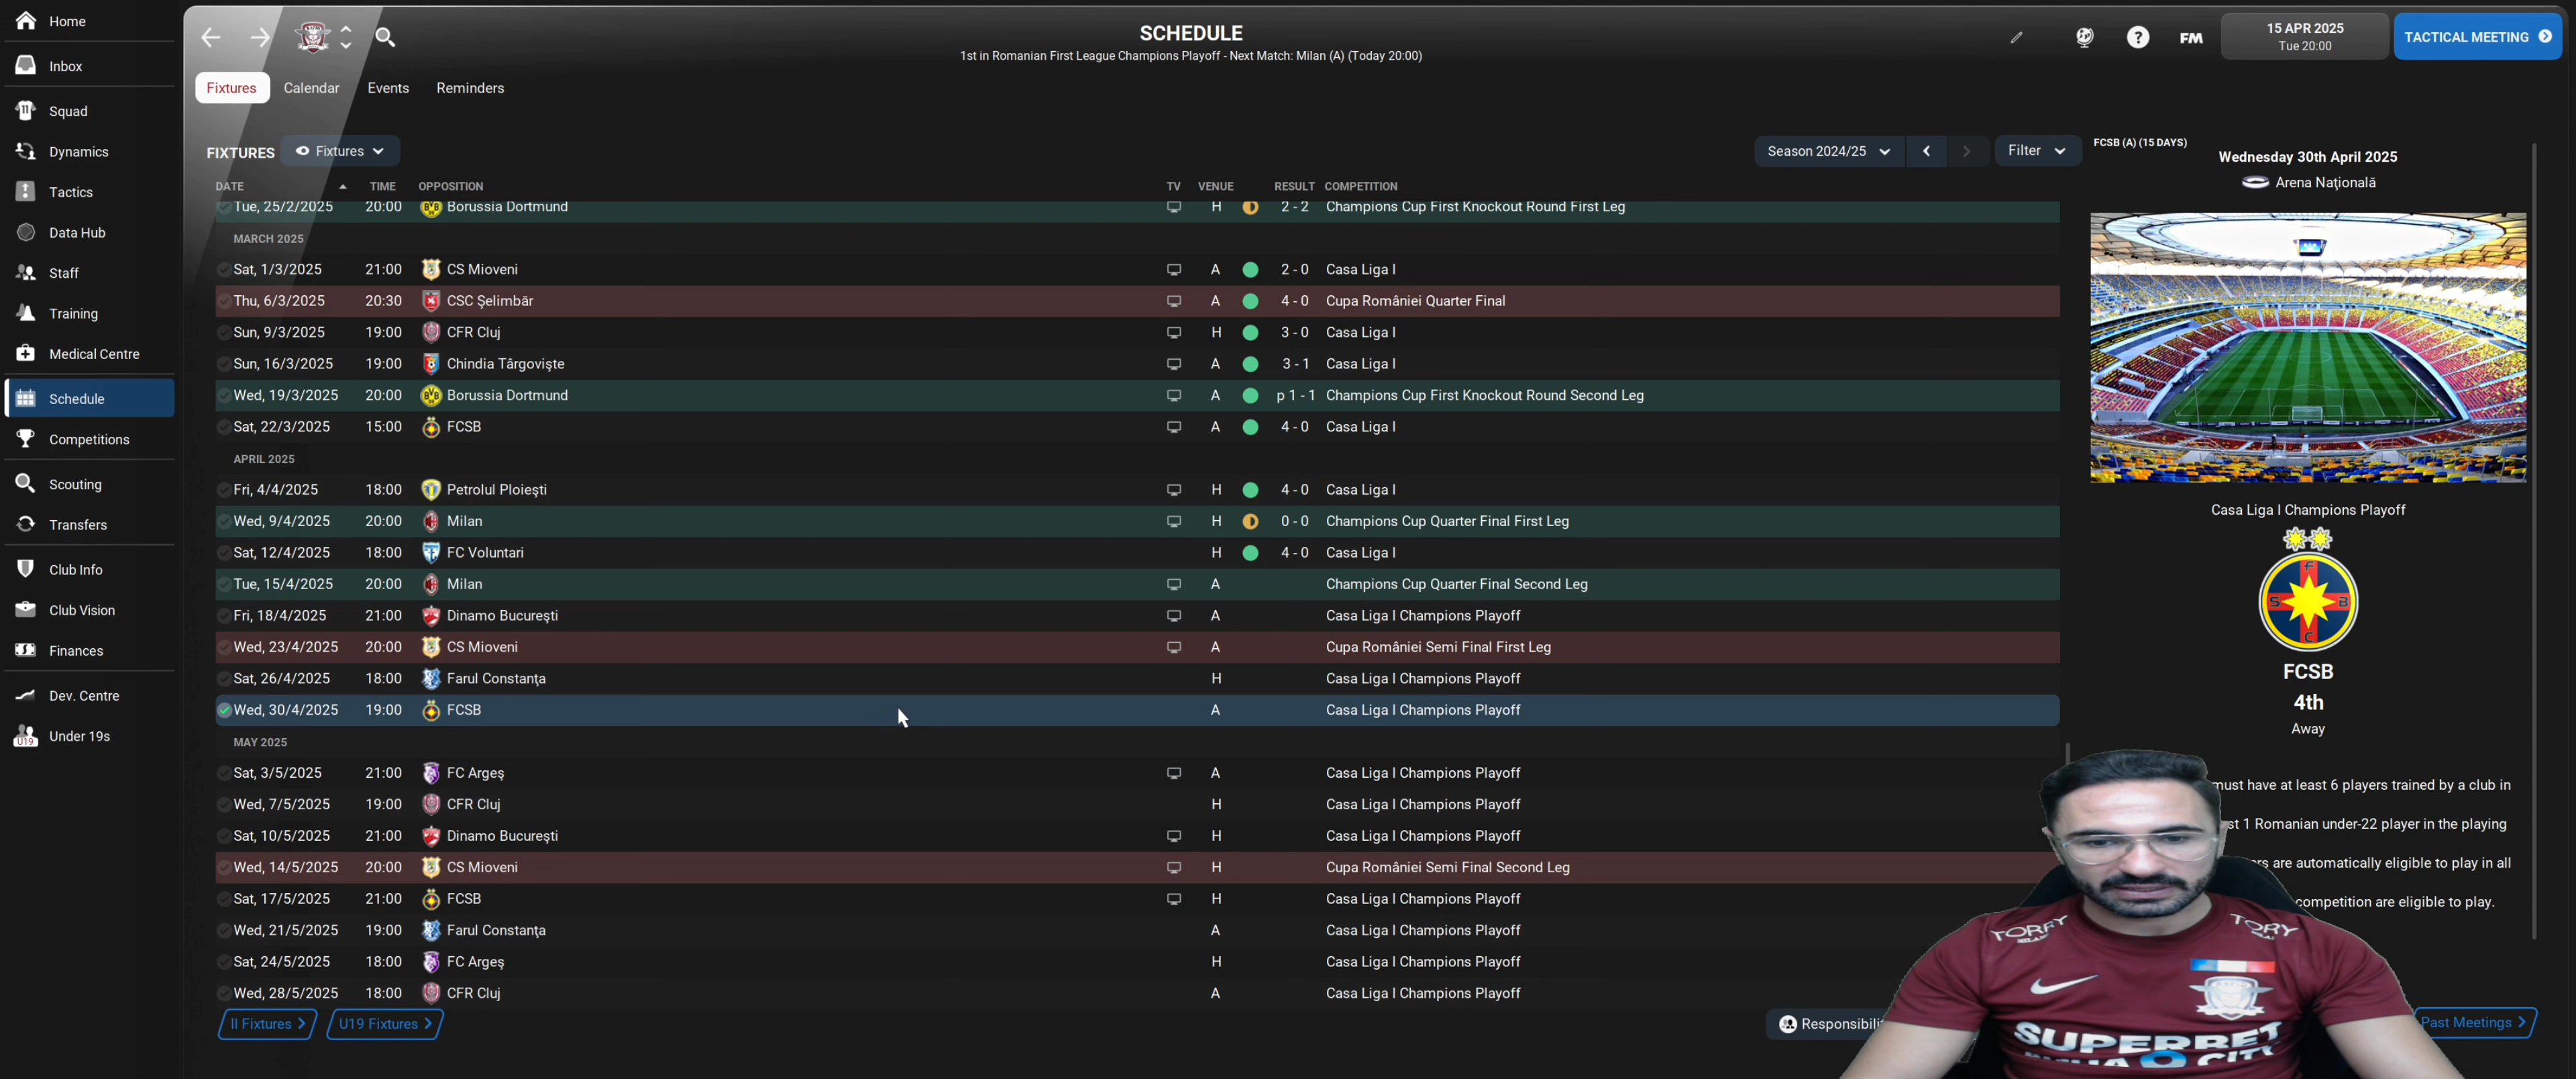 Home
Inbox
Squad
Dynamics
Tactics
Data Hub
Staff
Training
Medical Centre
Schedule
Competitions
Scouting
Transfers
Club Info
Club Vision
Finances
Dev. Centre
U19 Under 19s
SCHEDULE
1st in Romanian First League Champions Playoff - Next Match: Milan (A) (Today 20:00)
FM
15 APR 2025
Tue 20:00
TACTICAL MEETING
Fixtures Calendar Events Reminders
FIXTURES Fixtures Season 2024/25 Filter
DATE TIME OPPOSITION TV VENUE RESULT COMPETITION
Tue, 25/2/2025 20:00 Borussia Dortmund H 2 - 2 Champions Cup First Knockout Round First Leg
MARCH 2025
Sat, 1/3/2025 21:00 CS Mioveni A 2 - 0 Casa Liga I
Thu, 6/3/2025 20:30 CSC Şelimbăr A 4 - 0 Cupa României Quarter Final
Sun, 9/3/2025 19:00 CFR Cluj H 3 - 0 Casa Liga I
Sun, 16/3/2025 19:00 Chindia Târgovişte A 3 - 1 Casa Liga I
Wed, 19/3/2025 20:00 Borussia Dortmund A p 1 - 1 Champions Cup First Knockout Round Second Leg
Sat, 22/3/2025 15:00 FCSB A 4 - 0 Casa Liga I
APRIL 2025
Fri, 4/4/2025 18:00 Petrolul Ploieşti H 4 - 0 Casa Liga I
Wed, 9/4/2025 20:00 Milan H 0 - 0 Champions Cup Quarter Final First Leg
Sat, 12/4/2025 18:00 FC Voluntari H 4 - 0 Casa Liga I
Tue, 15/4/2025 20:00 Milan A Champions Cup Quarter Final Second Leg
Fri, 18/4/2025 21:00 Dinamo Bucureşti A Casa Liga I Champions Playoff
Wed, 23/4/2025 20:00 CS Mioveni A Cupa României Semi Final First Leg
Sat, 26/4/2025 18:00 Farul Constanţa H Casa Liga I Champions Playoff
Wed, 30/4/2025 19:00 FCSB A Casa Liga I Champions Playoff
MAY 2025
Sat, 3/5/2025 21:00 FC Argeş A Casa Liga I Champions Playoff
Wed, 7/5/2025 19:00 CFR Cluj H Casa Liga I Champions Playoff
Sat, 10/5/2025 21:00 Dinamo Bucureşti H Casa Liga I Champions Playoff
Wed, 14/5/2025 20:00 CS Mioveni H Cupa României Semi Final Second Leg
Sat, 17/5/2025 21:00 FCSB H Casa Liga I Champions Playoff
Wed, 21/5/2025 19:00 Farul Constanţa A Casa Liga I Champions Playoff
Sat, 24/5/2025 18:00 FC Argeş H Casa Liga I Champions Playoff
Wed, 28/5/2025 18:00 CFR Cluj A Casa Liga I Champions Playoff
II Fixtures U19 Fixtures Responsibili Past Meetings
FCSB (A) (15 DAYS)
Wednesday 30th April 2025
Arena Naţională
Casa Liga I Champions Playoff
F
S B
C
FCSB
4th
Away
must have at least 6 players trained by a club in
st 1 Romanian under-22 player in the playing
rs are automatically eligible to play in all
competition are eligible to play.
TORRY TORY
SUPERBET
CITY